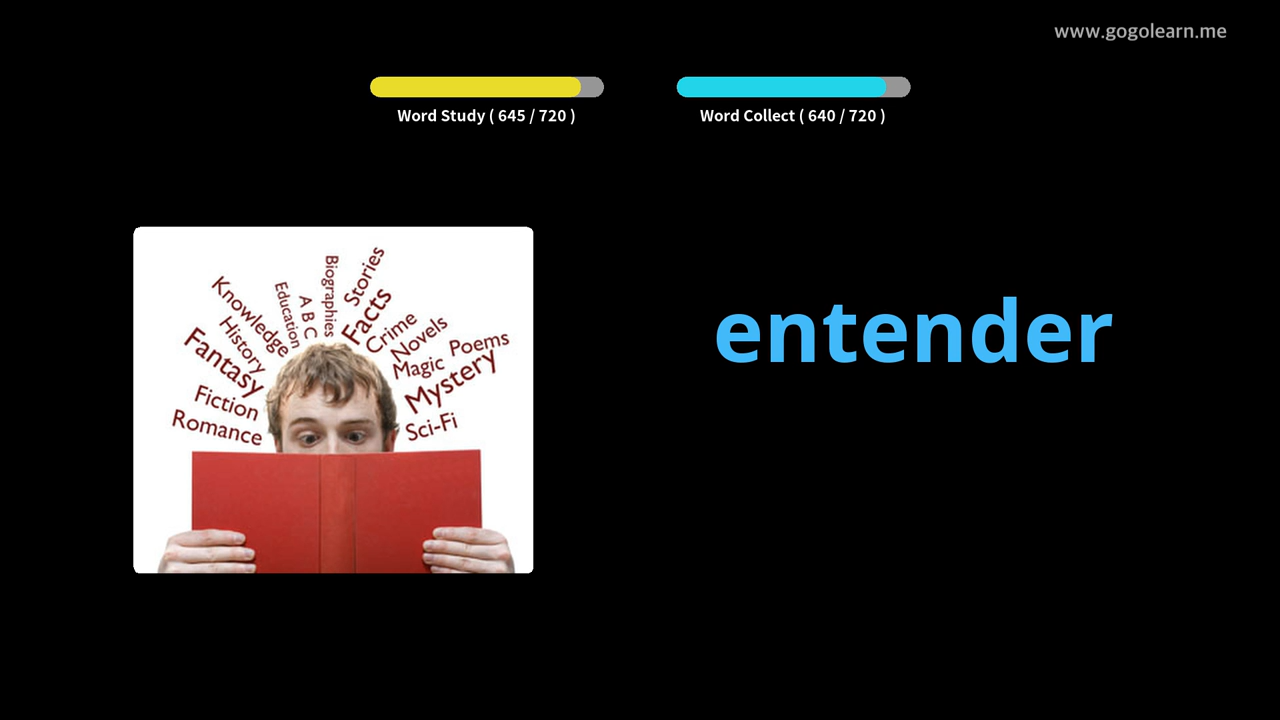 www.gogolearn.me
Word Study ( 645 / 720 )
Word Collect ( 640 / 720 )
Biographies
Stories
Education
A B C
Facts
Knowledge
History
Crime
Novels
Fantasy
Magic
Poems
Mystery
Fiction
Romance
Sci-Fi
entender